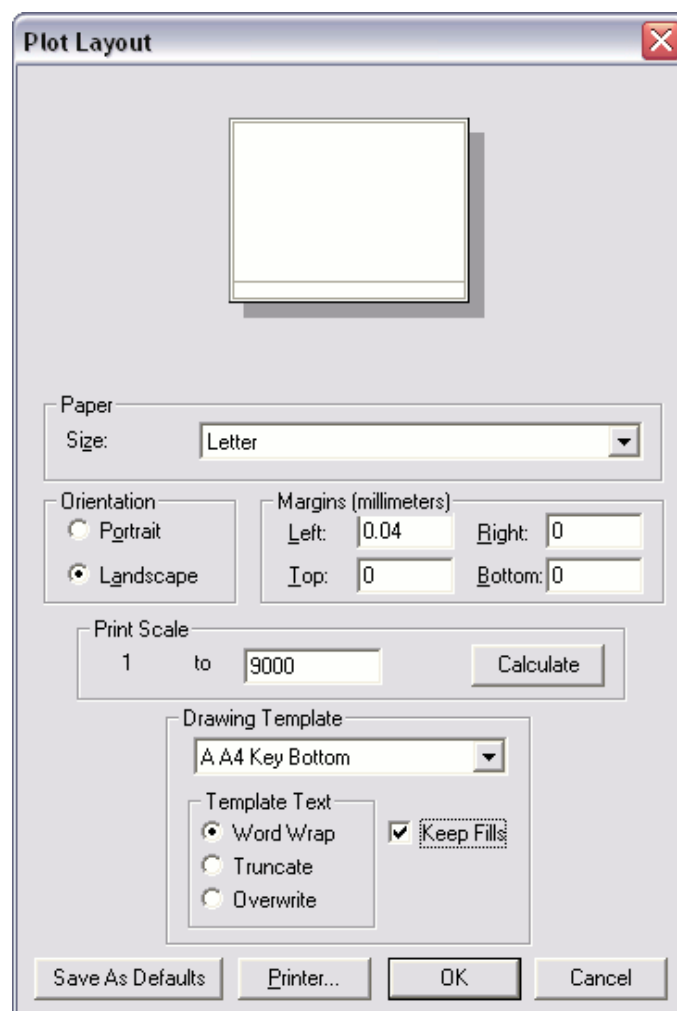 Plot Layout
Paper
Size: Letter
Orientation
Portrait
Landscape
Margins (millimeters)
Left: 0.04 Right: 0
Top: 0 Bottom: 0
Print Scale
1 to 9000 Calculate
Drawing Template
A A4 Key Bottom
Template Text
Word Wrap
Truncate
Overwrite
Keep Fills
Save As Defaults Printer... OK Cancel